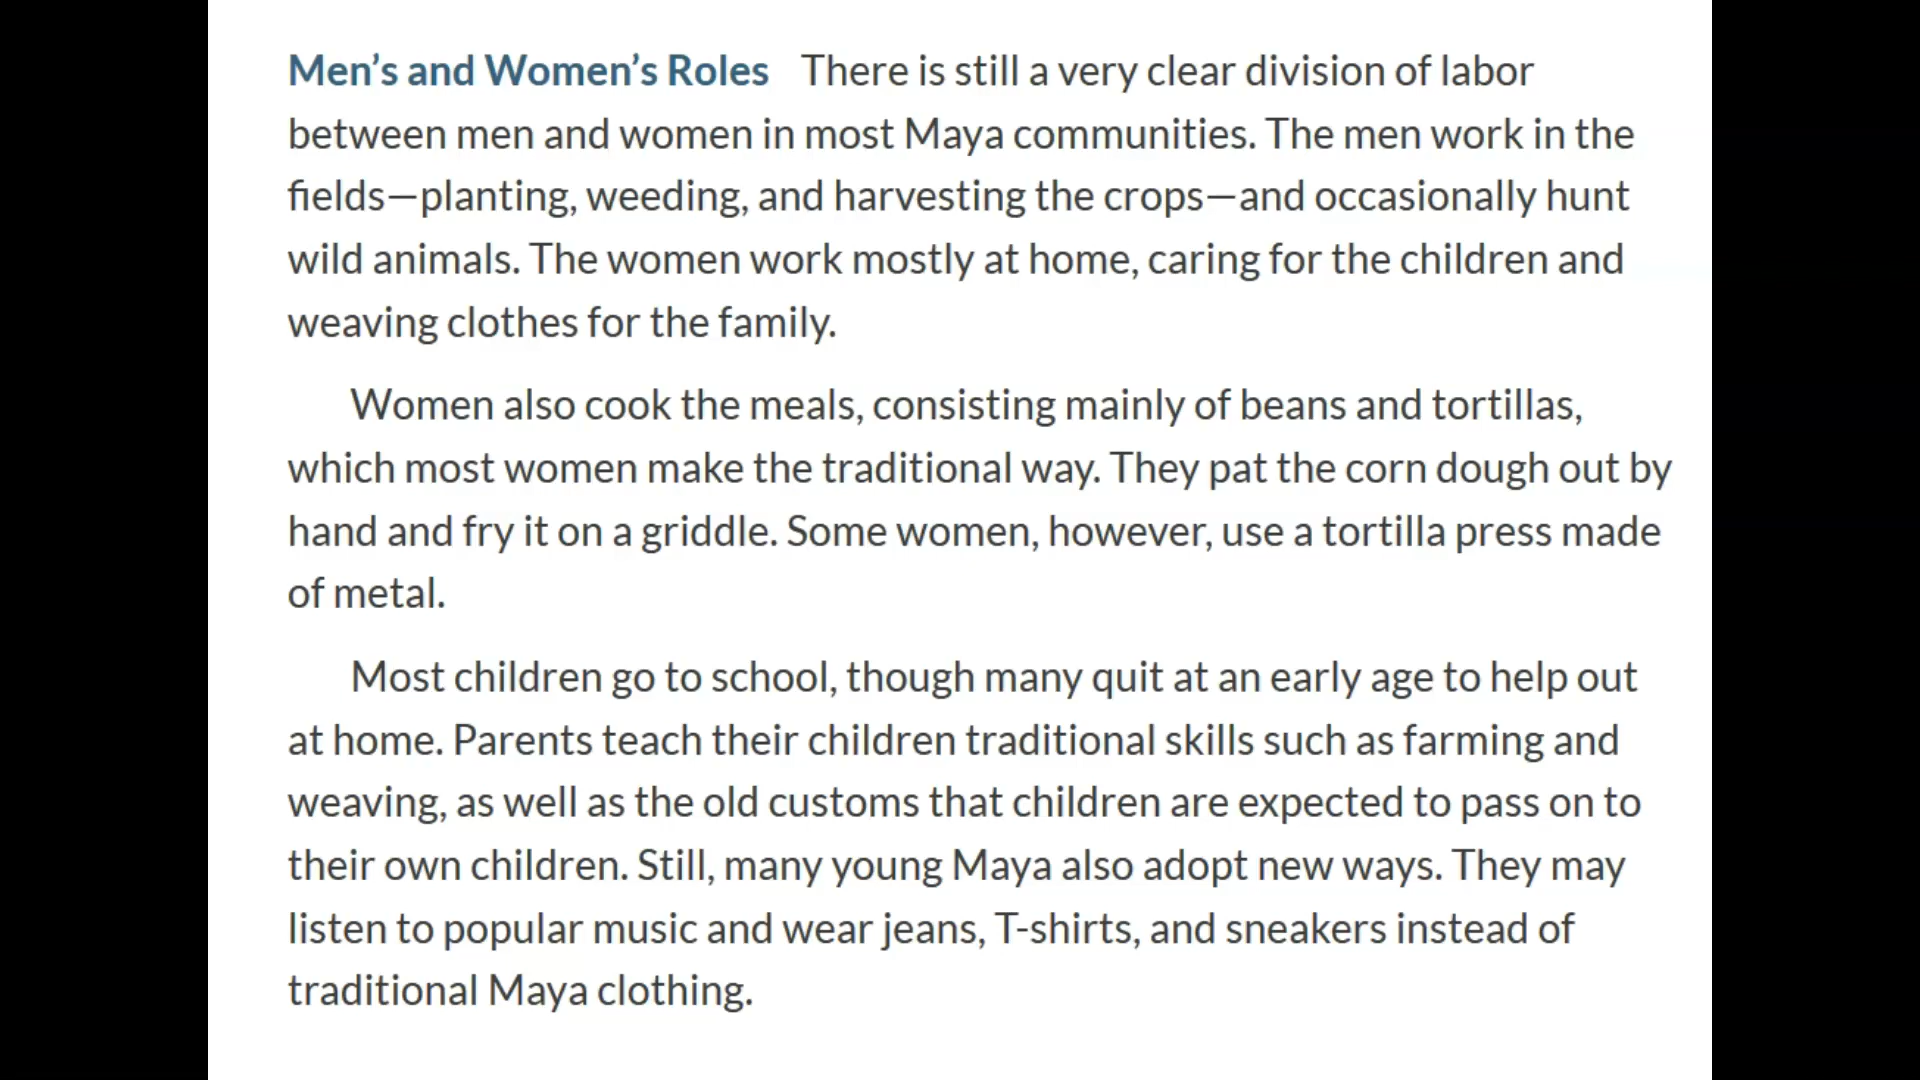 Men’s and Women’s Roles There is still a very clear division of labor
between men and women in most Maya communities. The men work in the
fields—planting, weeding, and harvesting the crops—and occasionally hunt
wild animals. The women work mostly at home, caring for the children and
weaving clothes for the family.
Women also cook the meals, consisting mainly of beans and tortillas,
which most women make the traditional way. They pat the corn dough out by
hand and fry it on a griddle. Some women, however, use a tortilla press made
of metal.
Most children go to school, though many quit at an early age to help out
at home. Parents teach their children traditional skills such as farming and
weaving, as well as the old customs that children are expected to pass on to
their own children. Still, many young Maya also adopt new ways. They may
listen to popular music and wear jeans, T-shirts, and sneakers instead of
traditional Maya clothing.